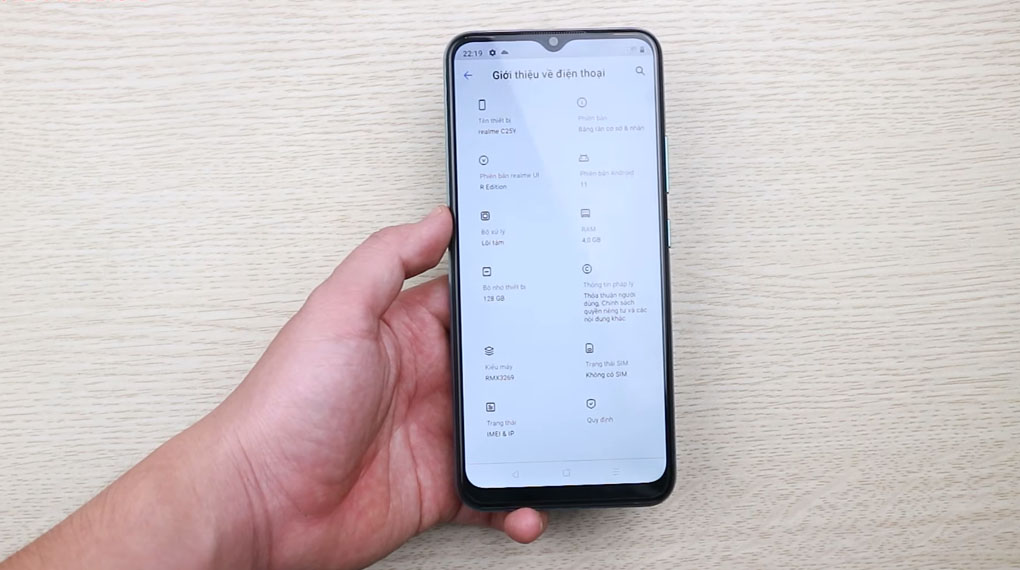 22:19
Giới thiệu về điện thoại
Tên thiết bị
realme C25Y
Phiên bản
Băng tần cơ sở & nhân
Phiên bản realme UI
R Edition
Phiên bản Android
11
Bộ xử lý
Lõi tám
RAM
4,0 GB
Bộ nhớ thiết bị
128 GB
Thông tin pháp lý
Thỏa thuận người
dùng, Chính sách
quyền riêng tư và các
nội dung khác
Kiểu máy
RMX3269
Trạng thái SIM
Không có SIM
Trạng thái
IMEI & IP
Quy định